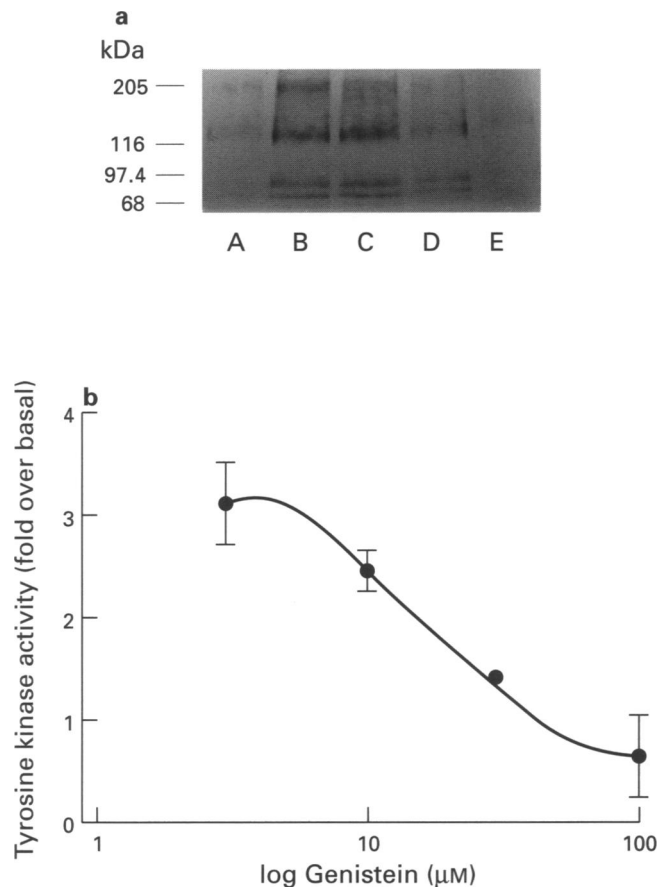 a
kDa
205
116
97.4
68
A B C D E
b
Tyrosine kinase activity (fold over basal)
4
3
2
1
0
1 10 100
log Genistein (μM)